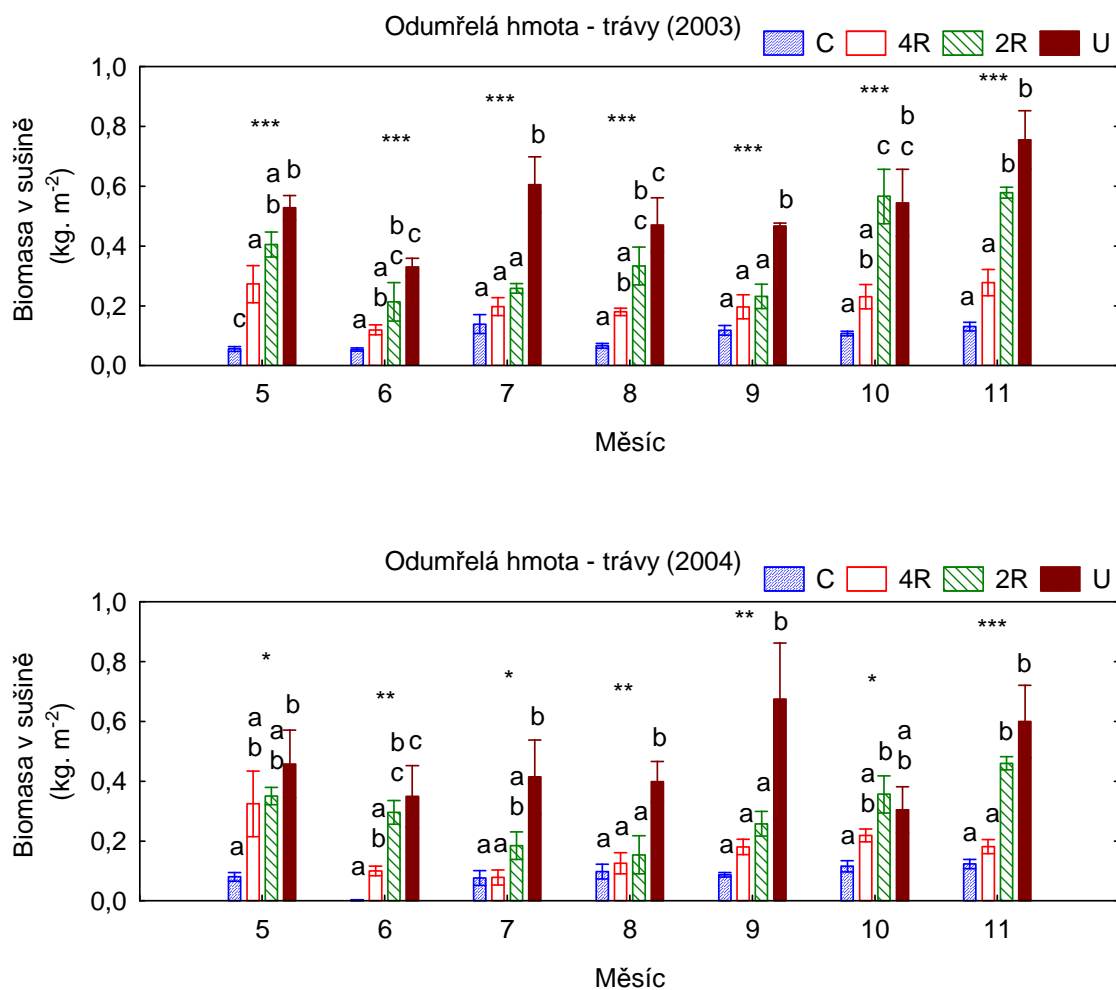 Odumřelá hmota - trávy (2003)
C 4R 2R U
Biomasa v sušině
(kg. m-2)
1,0
0,8
0,6
0,4
0,2
0,0
*** *** *** *** *** *** ***
c a a b b
a a b b c c
a a a b
a a b b c c
a a a b
a a b c b c
a a b b
5 6 7 8 9 10 11
Měsíc
Odumřelá hmota - trávy (2004)
C 4R 2R U
Biomasa v sušině
(kg. m-2)
1,0
0,8
0,6
0,4
0,2
0,0
* ** * ** ** * ***
a a b a b b
a a b b c c
a a a b b
a a a b
a a a b
a a b b a b
a a b b
5 6 7 8 9 10 11
Měsíc